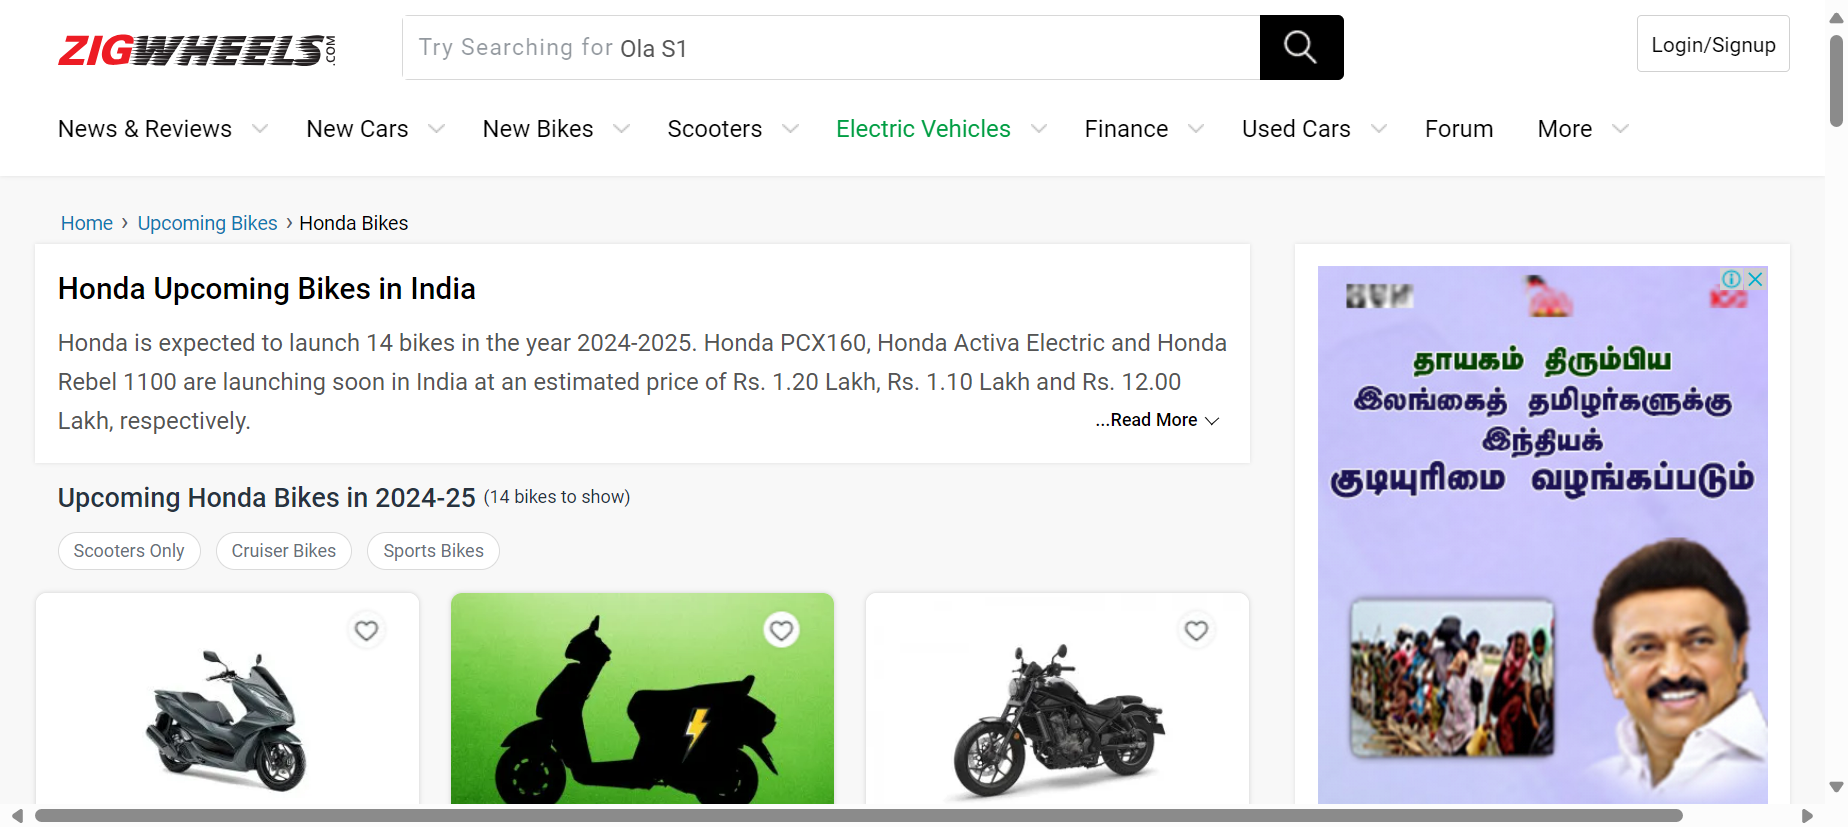 ZIGWHEELS.COM
Try Searching for Ola S1
Login/Signup
News & Reviews
New Cars
New Bikes
Scooters
Electric Vehicles
Finance
Used Cars
Forum
More
Home › Upcoming Bikes › Honda Bikes
Honda Upcoming Bikes in India
Honda is expected to launch 14 bikes in the year 2024-2025. Honda PCX160, Honda Activa Electric and Honda
Rebel 1100 are launching soon in India at an estimated price of Rs. 1.20 Lakh, Rs. 1.10 Lakh and Rs. 12.00
Lakh, respectively.
...Read More
Upcoming Honda Bikes in 2024-25 (14 bikes to show)
Scooters Only
Cruiser Bikes
Sports Bikes
தாயகம் திரும்பிய
இலங்கைத் தமிழர்களுக்கு
இந்தியக்
குடியுரிமை வழங்கப்படும்